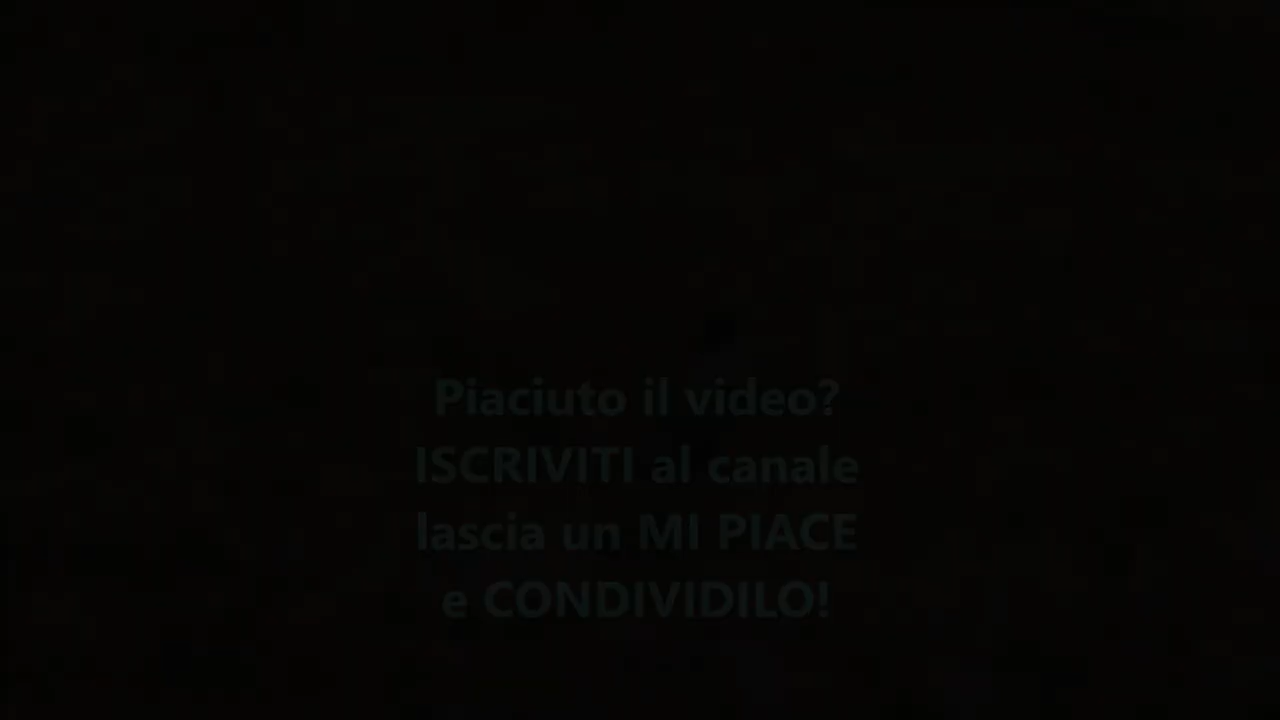 Piaciuto il video?
ISCRIVITI al canale
lascia un MI PIACE
e CONDIVIDILO!